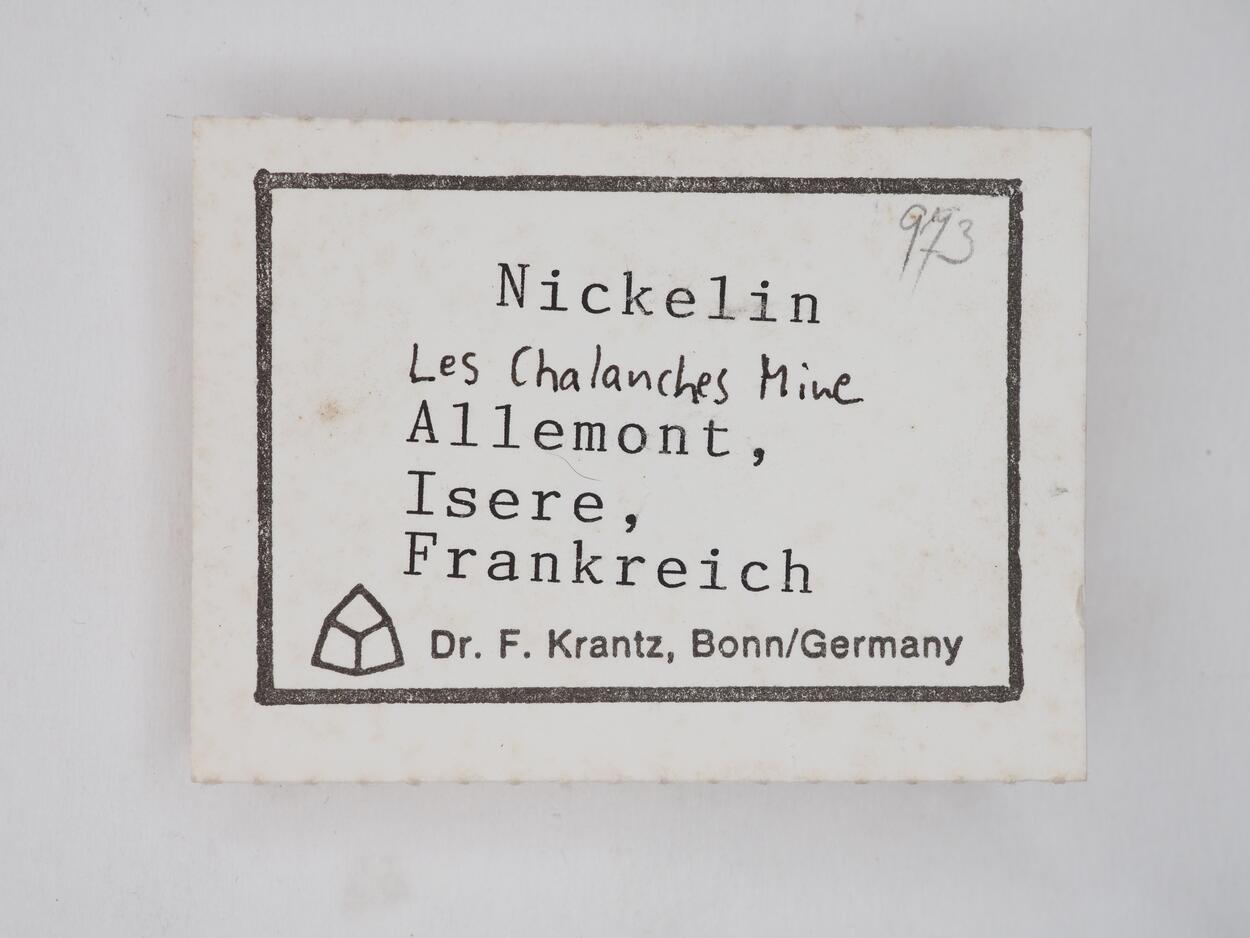 973
Nickelin
Les Chalanches Mine
Allemont,
Isere,
Frankreich
Dr. F. Krantz, Bonn/Germany